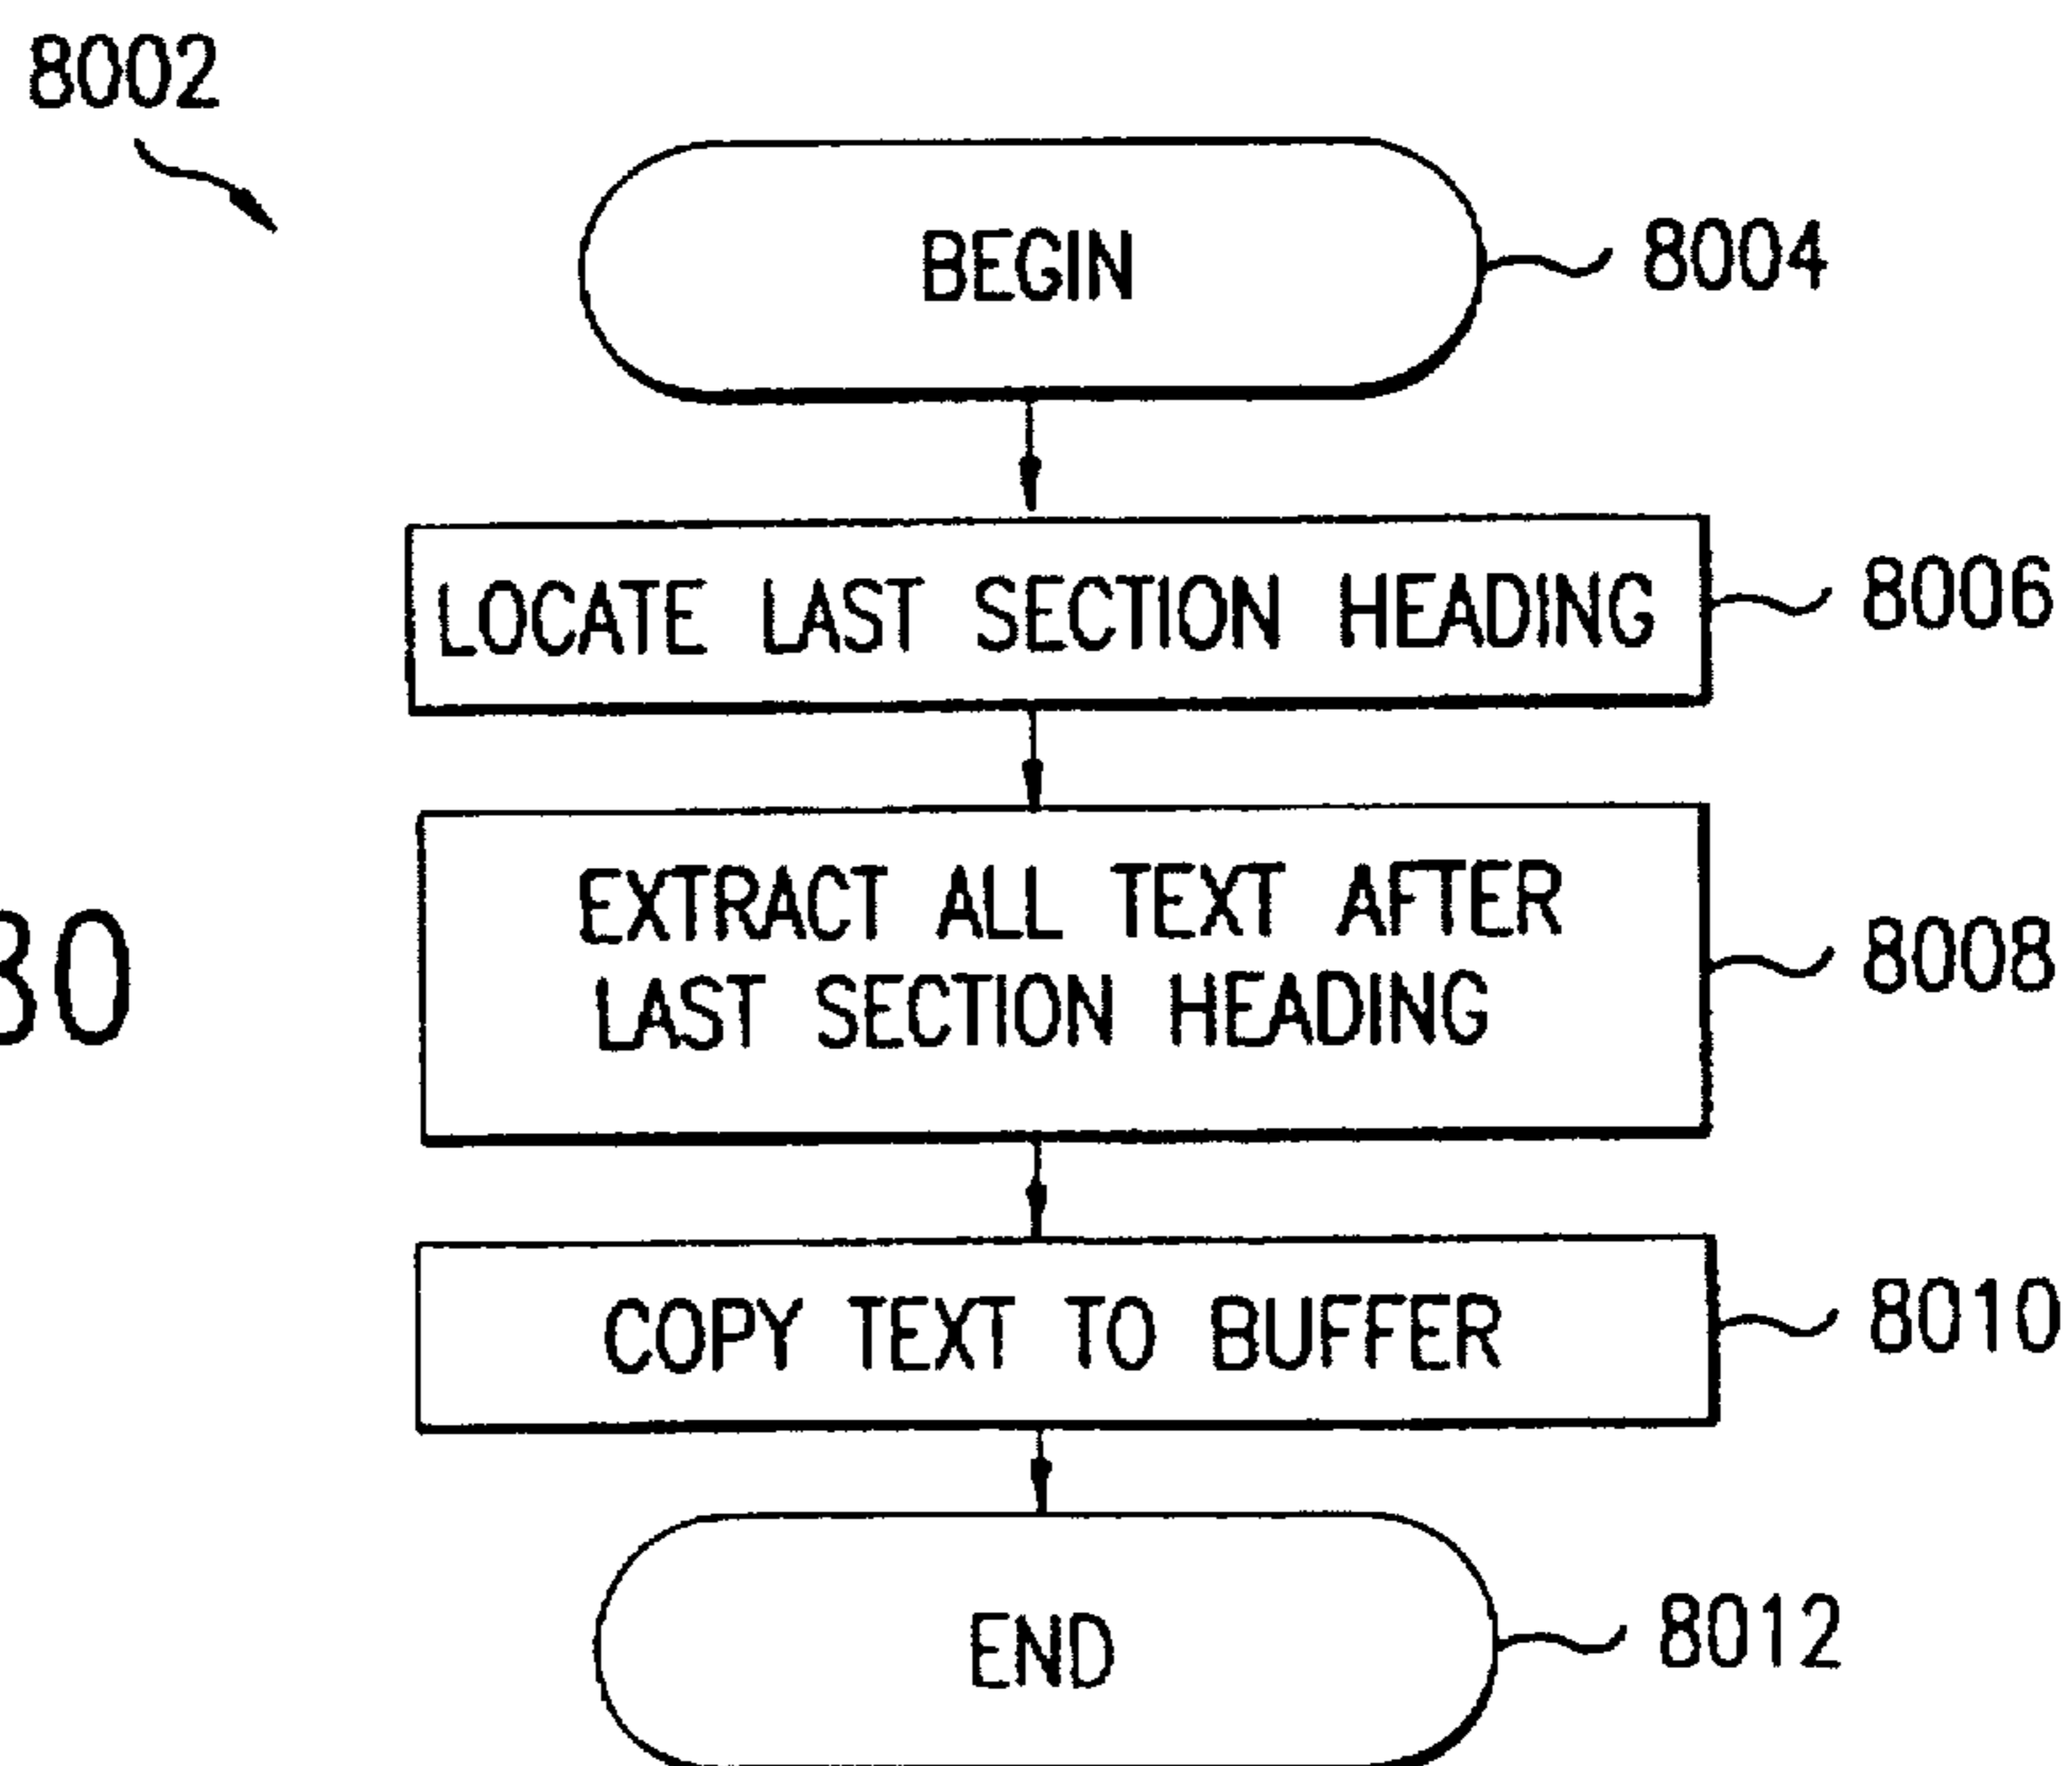 8002
BEGIN
8004
LOCATE LAST SECTION HEADING
8006
EXTRACT ALL TEXT AFTER
LAST SECTION HEADING
8008
COPY TEXT TO BUFFER
8010
END
8012